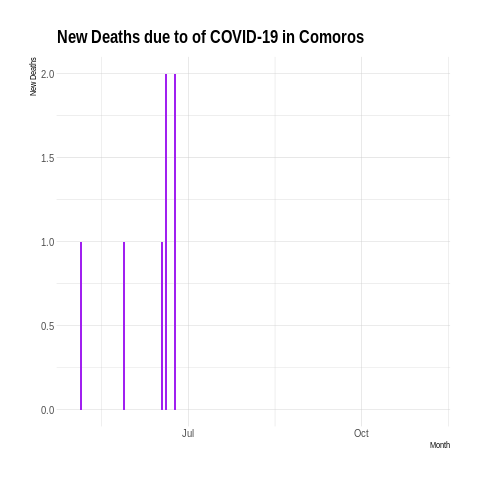 New Deaths due to of COVID-19 in Comoros
New Deaths
2.0
1.5
1.0
0.5
0.0
Jul
Oct
Month